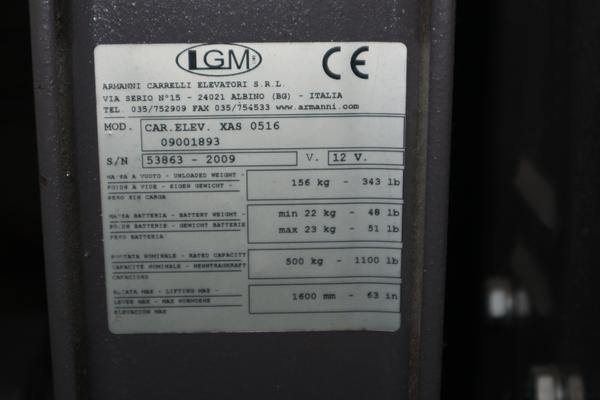 LGM CE
ARMANNI CARRELLI ELEVATORI S.R.L.
VIA SERIO N°15 - 24021 ALBINO (BG) - ITALIA
TEL. 035/752909 FAX 035/754533 www.armanni.com
MOD. CAR.ELEV. XAS 0516
09001893
S/N 53863 - 2009 V. 12 V.
MASSA A VUOTO - UNLOADED WEIGHT -
POIDS A VIDE - EIGEN GEWICHT -
PESO SIN CARGA
156 kg - 343 lb
MASSA BATTERIA - BATTERY WEIGHT -
POIDS BATTERIE - GEWICHT BATTERIE
PESO BATTERIA
min 22 kg - 48 lb
max 23 kg - 51 lb
PORTATA NOMINALE - RATED CAPACITY
CAPACITÉ NOMINALE - NENNTRAGKRAFT
CAPACIDAD
500 kg - 1100 lb
ALZATA MAX - LIFTING MAX -
LEVEE MAX - MAX HUBHOEHE
ELEVACION MAX
1600 mm - 63 in